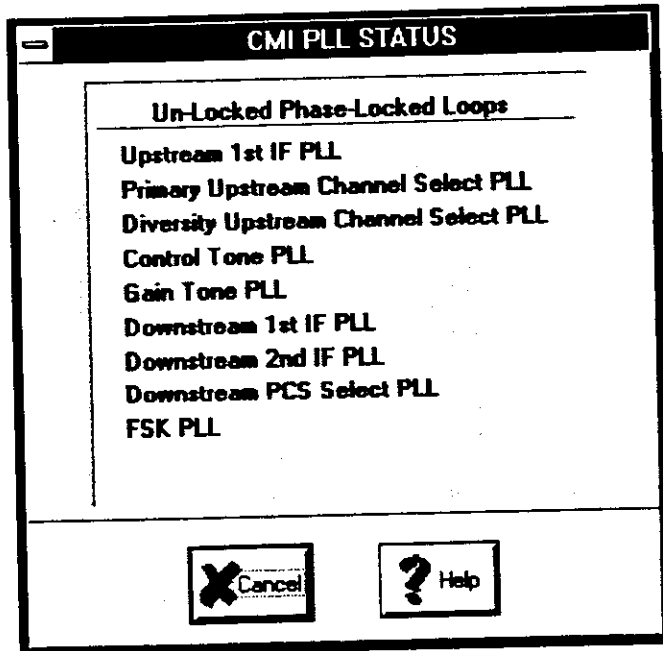 CMI PLL STATUS
Un-Locked Phase-Locked Loops
Upstream 1st IF PLL
Primary Upstream Channel Select PLL
Diversity Upstream Channel Select PLL
Control Tone PLL
Gain Tone PLL
Downstream 1st IF PLL
Downstream 2nd IF PLL
Downstream PCS Select PLL
FSK PLL
Cancel
Help